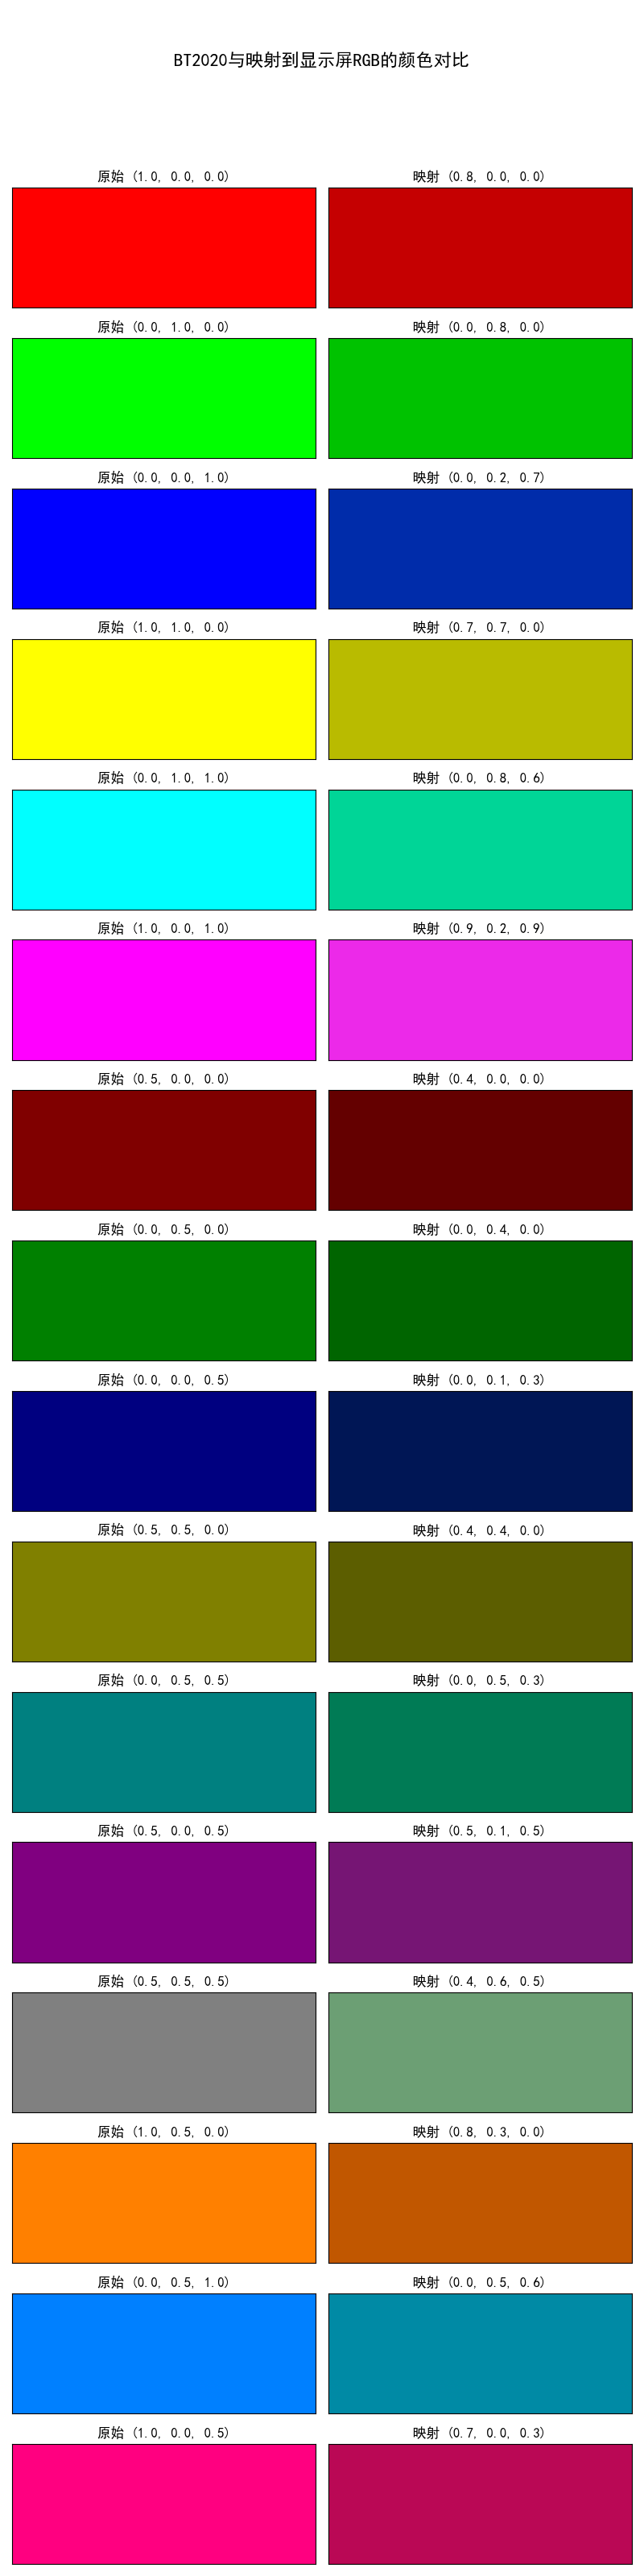 BT2020与映射到显示屏RGB的颜色对比
原始 (1.0, 0.0, 0.0) 映射 (0.8, 0.0, 0.0)
原始 (0.0, 1.0, 0.0) 映射 (0.0, 0.8, 0.0)
原始 (0.0, 0.0, 1.0) 映射 (0.0, 0.2, 0.7)
原始 (1.0, 1.0, 0.0) 映射 (0.7, 0.7, 0.0)
原始 (0.0, 1.0, 1.0) 映射 (0.0, 0.8, 0.6)
原始 (1.0, 0.0, 1.0) 映射 (0.9, 0.2, 0.9)
原始 (0.5, 0.0, 0.0) 映射 (0.4, 0.0, 0.0)
原始 (0.0, 0.5, 0.0) 映射 (0.0, 0.4, 0.0)
原始 (0.0, 0.0, 0.5) 映射 (0.0, 0.1, 0.3)
原始 (0.5, 0.5, 0.0) 映射 (0.4, 0.4, 0.0)
原始 (0.0, 0.5, 0.5) 映射 (0.0, 0.5, 0.3)
原始 (0.5, 0.0, 0.5) 映射 (0.5, 0.1, 0.5)
原始 (0.5, 0.5, 0.5) 映射 (0.4, 0.6, 0.5)
原始 (1.0, 0.5, 0.0) 映射 (0.8, 0.3, 0.0)
原始 (0.0, 0.5, 1.0) 映射 (0.0, 0.5, 0.6)
原始 (1.0, 0.0, 0.5) 映射 (0.7, 0.0, 0.3)